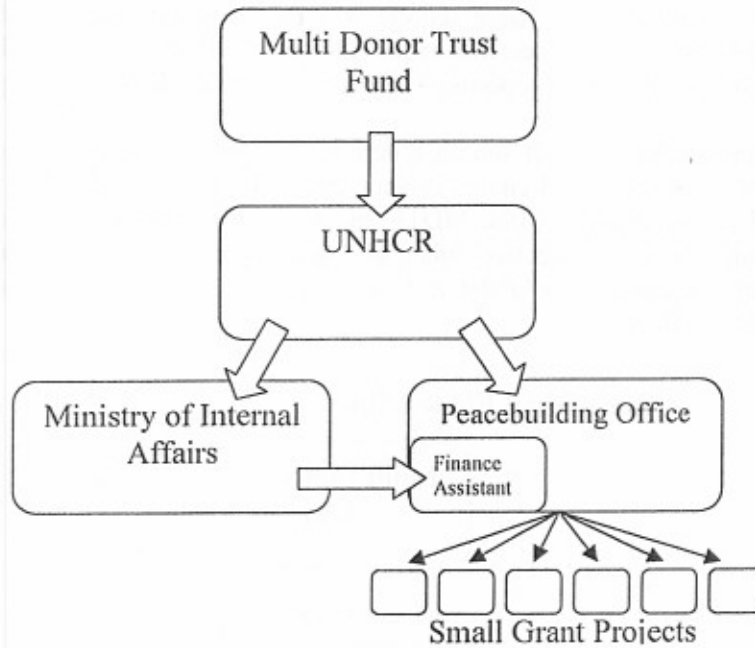 Multi Donor Trust
Fund
UNHCR
Ministry of Internal
Affairs
Peacebuilding Office
Finance
Assistant
Small Grant Projects